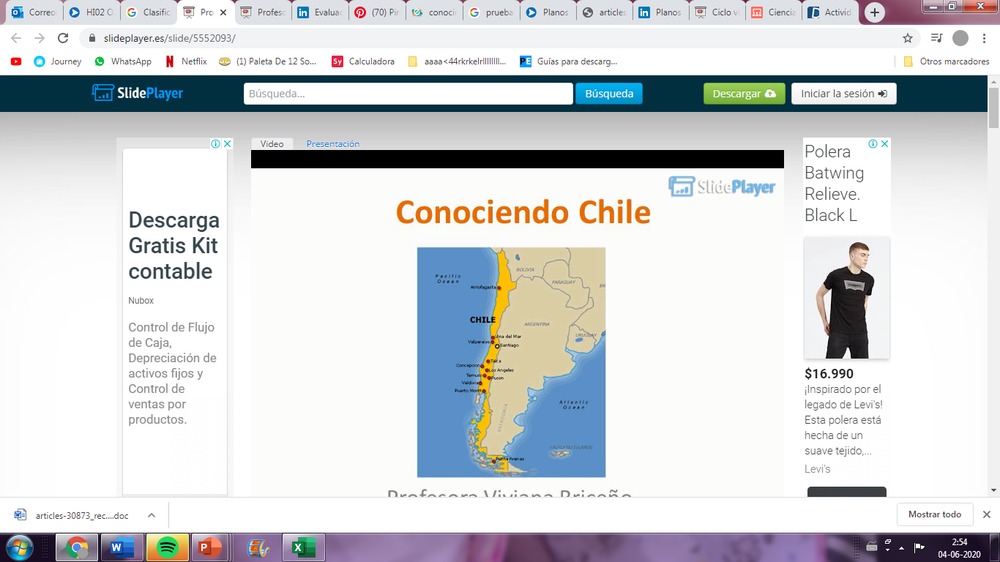 Correo
HI02 O
Clasific
Pro
Profeso
Evaluac
(70) Pin
conocir
prueba
Planos
articles
Planos
Ciclo vi
Ciencia
Activid
slideplayer.es/slide/5552093/
Journey
WhatsApp
Netflix
(1) Paleta De 12 So...
Calculadora
Guías para descarg...
Otros marcadores
SlidePlayer
Búsqueda...
Búsqueda
Descargar
Iniciar la sesión
Video
Presentación
Descarga
Gratis Kit
contable
Nubox
Control de Flujo
de Caja,
Depreciación de
activos fijos y
Control de
ventas por
productos.
SlidePlayer
Conociendo Chile
Pacific
Ocean
BOLIVIA
PARAGUAY
BR
Antofagasta
CHILE
ARGENTINA
URUGUAY
Vina del Mar
Valparaiso
Santiago
Talca
Concepcion
Los Angeles
Temuco
Pucon
Valdivia
Puerto Montt
Atlantic
Ocean
PATAGONIA
FALKLAND ISLANDS
Punta Arenas
Profesora Viviana Briceño
Polera
Batwing
Relieve.
Black L
$16.990
¡Inspirado por el
legado de Levi's!
Esta polera está
hecha de un
suave tejido,...
Levi's
articles-30873_rec....doc
Mostrar todo
2:54
04-06-2020